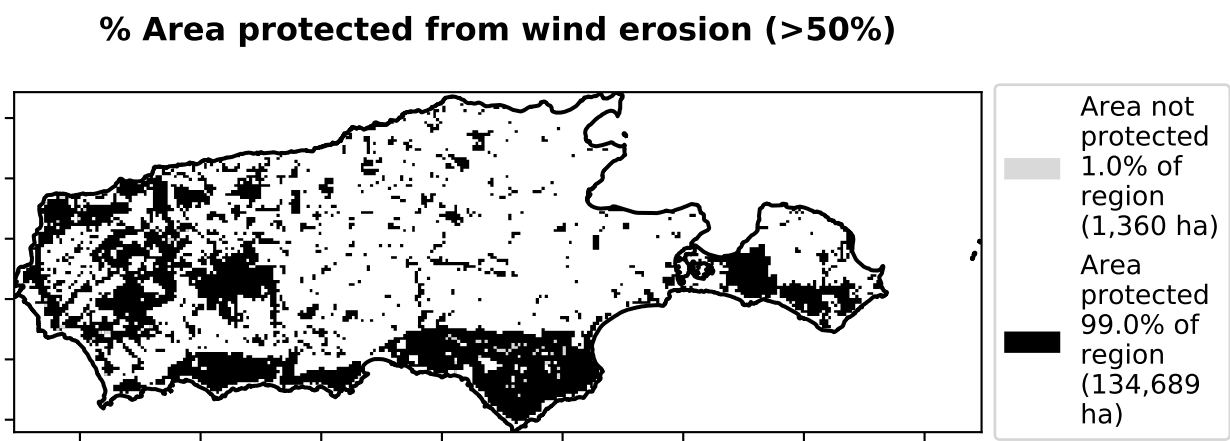 % Area protected from wind erosion (>50%)
Area not
protected
1.0% of
region
(1,360 ha)
Area
protected
99.0% of
region
(134,689
ha)